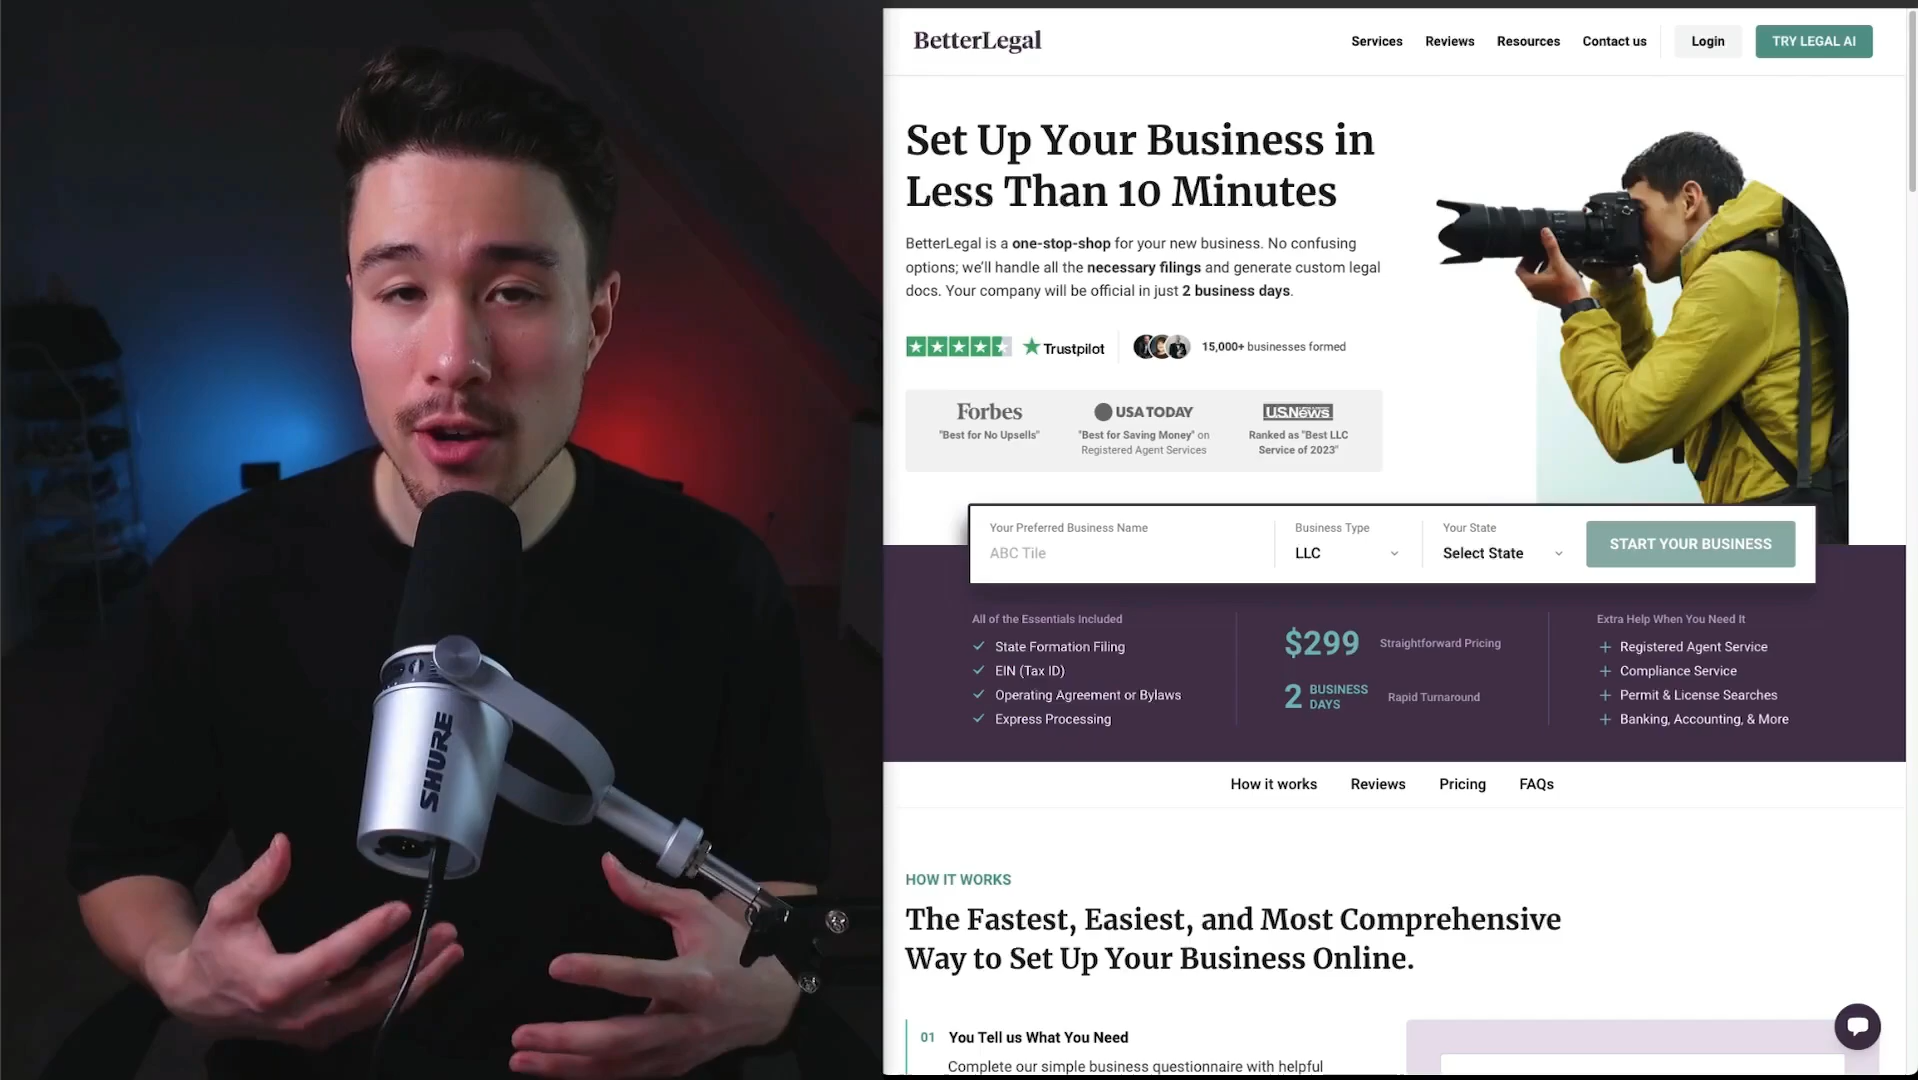 BetterLegal
Services
Reviews
Resources
Contact us
Login
TRY LEGAL AI
Set Up Your Business in
Less Than 10 Minutes
BetterLegal is a one-stop-shop for your new business. No confusing
options; we'll handle all the necessary filings and generate custom legal
docs. Your company will be official in just 2 business days.
Trustpilot
15,000+ businesses formed
Forbes
"Best for No Upsells"
USA TODAY
"Best for Saving Money" on
Registered Agent Services
U.S.News
Ranked as "Best LLC
Service of 2023"
Your Preferred Business Name
ABC Tile
Business Type
LLC
Your State
Select State
START YOUR BUSINESS
All of the Essentials Included
State Formation Filing
EIN (Tax ID)
Operating Agreement or Bylaws
Express Processing
$299
Straightforward Pricing
2 BUSINESS
DAYS
Rapid Turnaround
Extra Help When You Need It
Registered Agent Service
Compliance Service
Permit & License Searches
Banking, Accounting, & More
How it works
Reviews
Pricing
FAQs
HOW IT WORKS
The Fastest, Easiest, and Most Comprehensive
Way to Set Up Your Business Online.
01 You Tell us What You Need
Complete our simple business questionnaire with helpful
SHURE